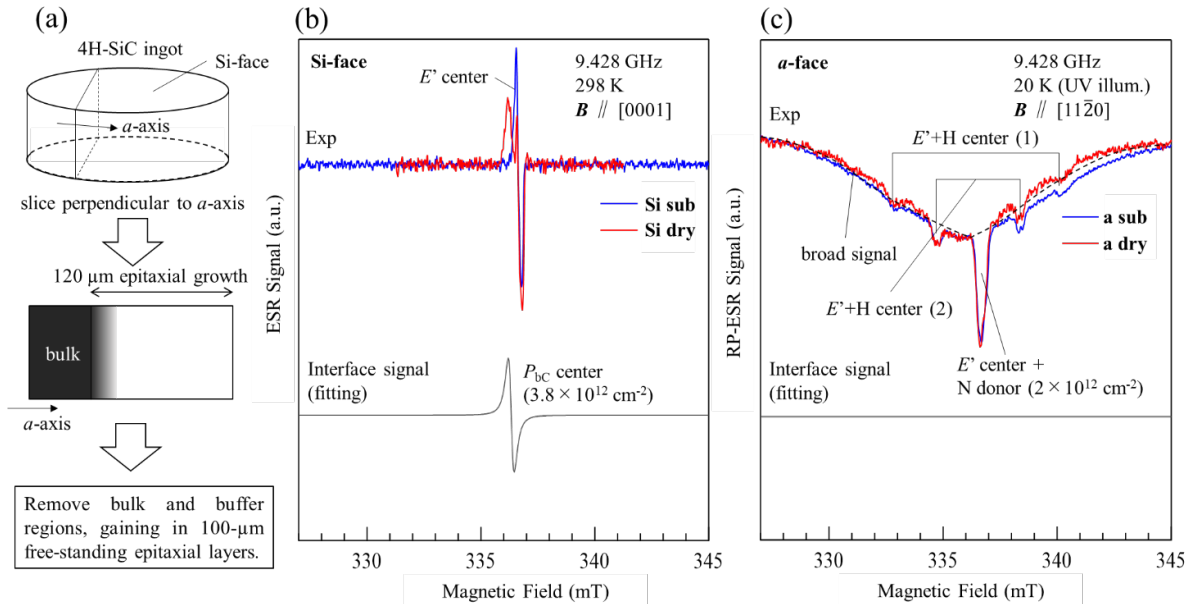 (a)
4H-SiC ingot
Si-face
a-axis
slice perpendicular to a-axis
120 µm epitaxial growth
bulk
a-axis
Remove bulk and buffer
regions, gaining in 100-µm
free-standing epitaxial layers.
(b)
Si-face
E’ center
9.428 GHz
298 K
B // [0001]
Exp
Si sub
Si dry
ESR Signal (a.u.)
Interface signal
(fitting)
PbC center
(3.8 × 10¹² cm⁻²)
330 335 340 345
Magnetic Field (mT)
(c)
a-face
9.428 GHz
20 K (UV illum.)
B // [112̄0]
Exp
E’+H center (1)
a sub
a dry
broad signal
E’+H center (2)
RP-ESR Signal (a.u.)
Interface signal
(fitting)
E’ center +
N donor (2 × 10¹² cm⁻²)
330 335 340 345
Magnetic Field (mT)